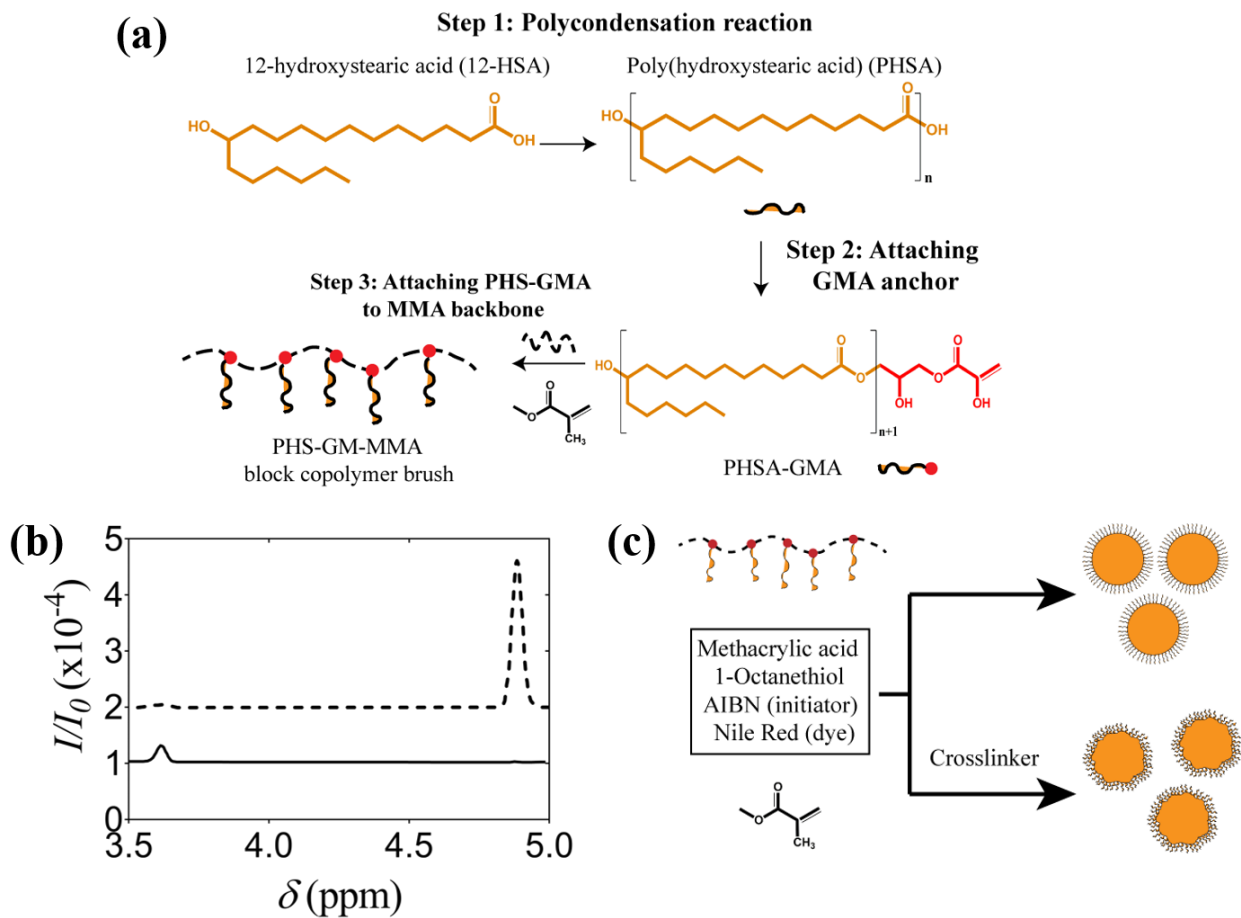 (a)
Step 1: Polycondensation reaction
12-hydroxystearic acid (12-HSA)
Poly(hydroxystearic acid) (PHSA)
HO
O
OH
HO
O
OH
n
Step 2: Attaching
GMA anchor
Step 3: Attaching PHS-GMA
to MMA backbone
O
O
CH3
HO
O
O
OH
O
O
OH
n+1
PHS-GM-MMA
block copolymer brush
PHSA-GMA
(b)
I/I0 (x10-4)
5
4
3
2
1
0
3.5
4.0
4.5
5.0
δ (ppm)
(c)
Methacrylic acid
1-Octanethiol
AIBN (initiator)
Nile Red (dye)
Crosslinker
O
O
CH3